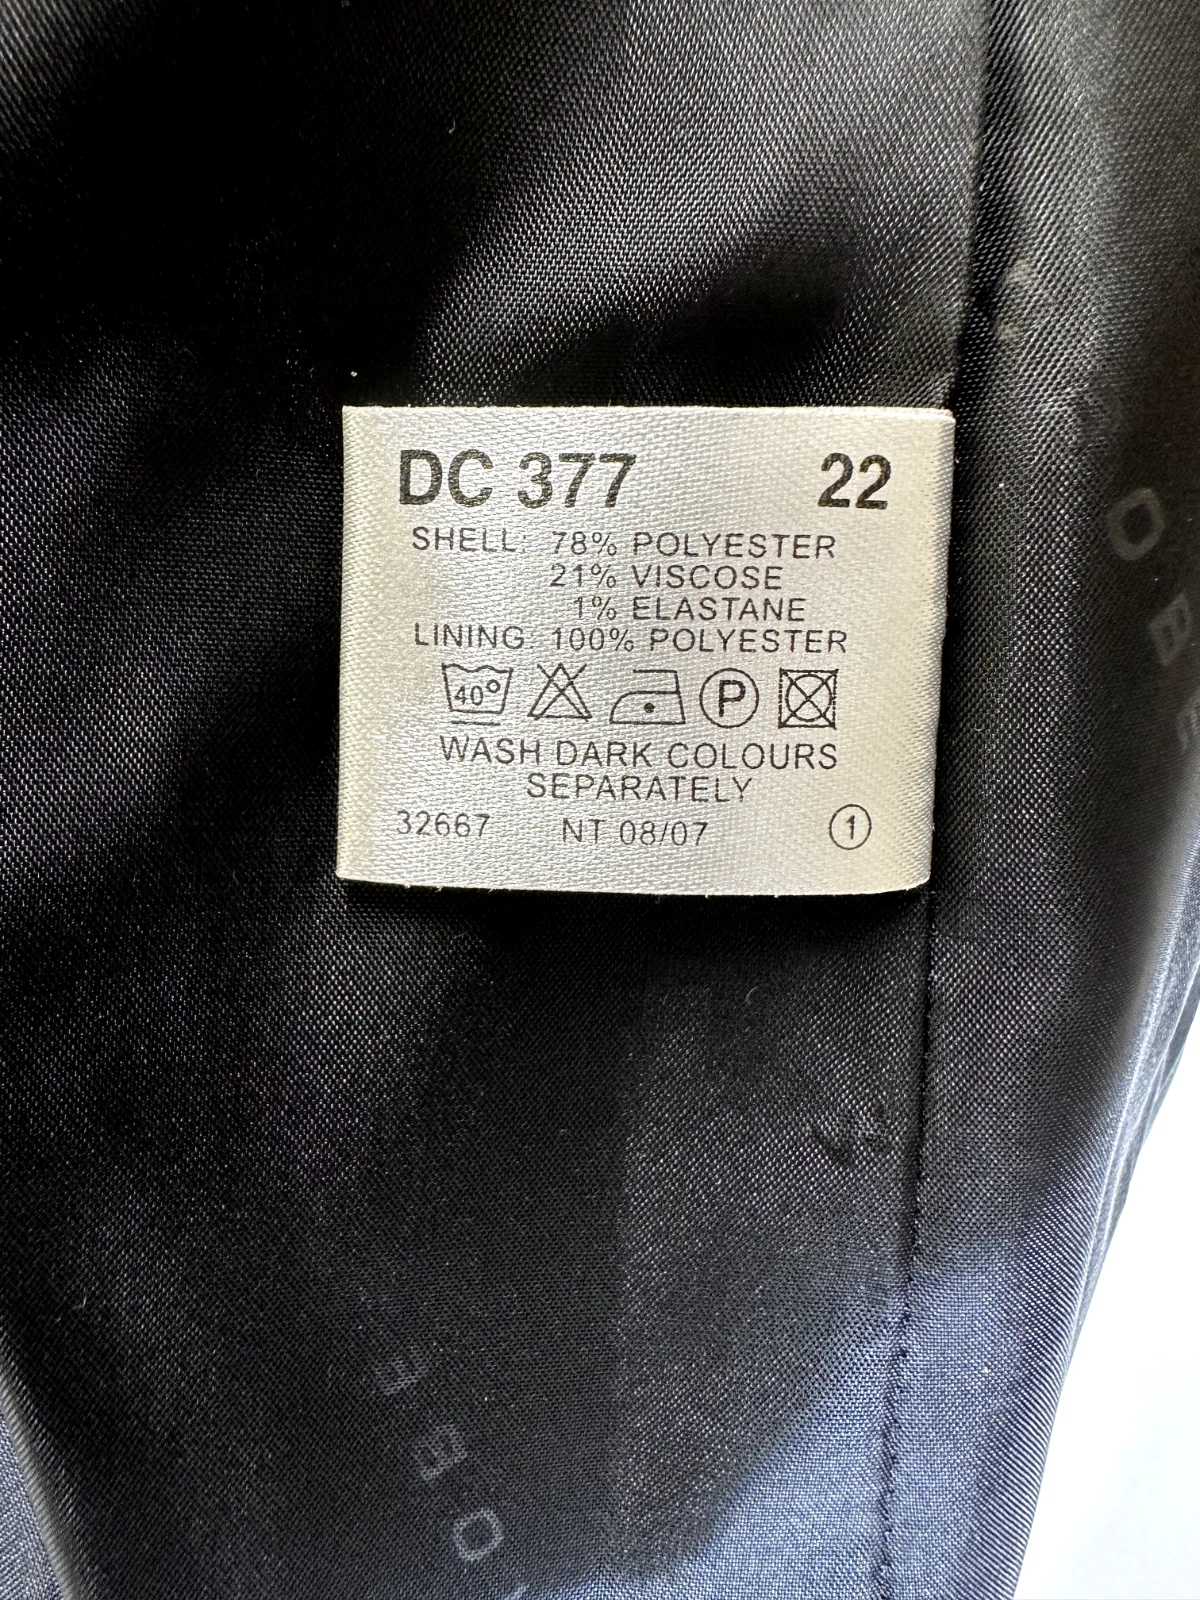 DC 377 22
SHELL: 78% POLYESTER
21% VISCOSE
1% ELASTANE
LINING: 100% POLYESTER
40° P
WASH DARK COLOURS
SEPARATELY
32667 NT 08/07 1